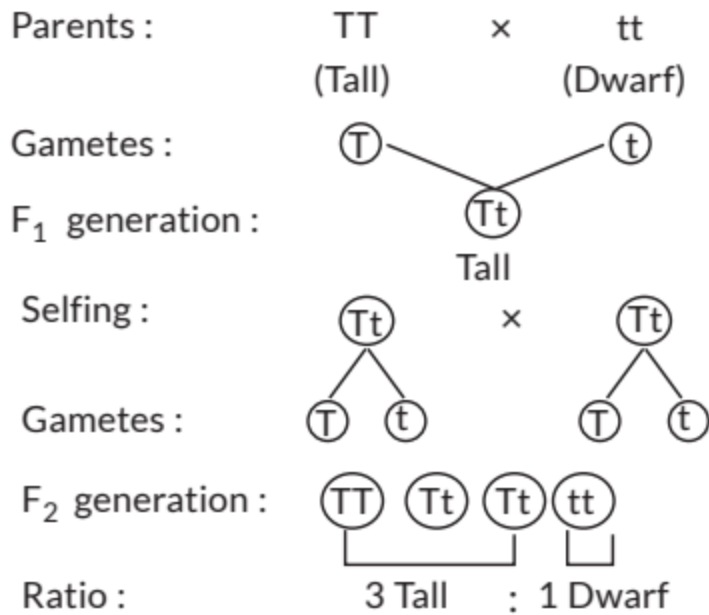 Parents : TT × tt
(Tall) (Dwarf)
Gametes : T t
F₁ generation : Tt
Tall
Selfing : Tt × Tt
Gametes : T t T t
F₂ generation : TT Tt Tt tt
Ratio : 3 Tall : 1 Dwarf